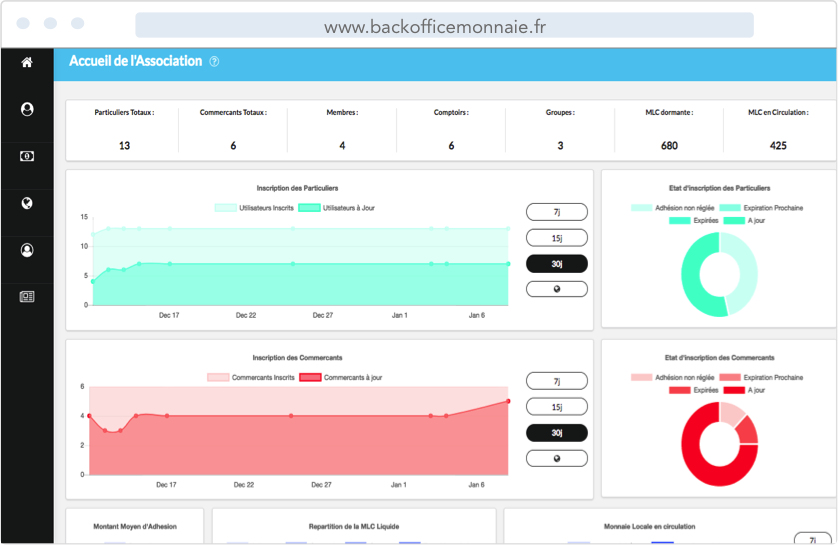 www.backofficemonnaie.fr
Accueil de l'Association ?
Particuliers Totaux :
Commercants Totaux :
Membres :
Comptoirs :
Groupes :
MLC dormante :
MLC en Circulation :
13
6
4
6
3
680
425
Inscription des Particuliers
Utilisateurs Inscrits
Utilisateurs à Jour
15
10
5
0
Dec 17
Dec 22
Dec 27
Jan 1
Jan 6
7j
15j
30j
Etat d'inscription des Particuliers
Adhésion non réglée
Expiration Prochaine
Expirées
A jour
Inscription des Commercants
Commercants Inscrits
Commercants à jour
6
4
2
0
Dec 17
Dec 22
Dec 27
Jan 1
Jan 6
7j
15j
30j
Etat d'inscription des Commercants
Adhésion non réglée
Expiration Prochaine
Expirées
A jour
Montant Moyen d'Adhesion
Repartition de la MLC Liquide
Monnaie Locale en circulation
7j